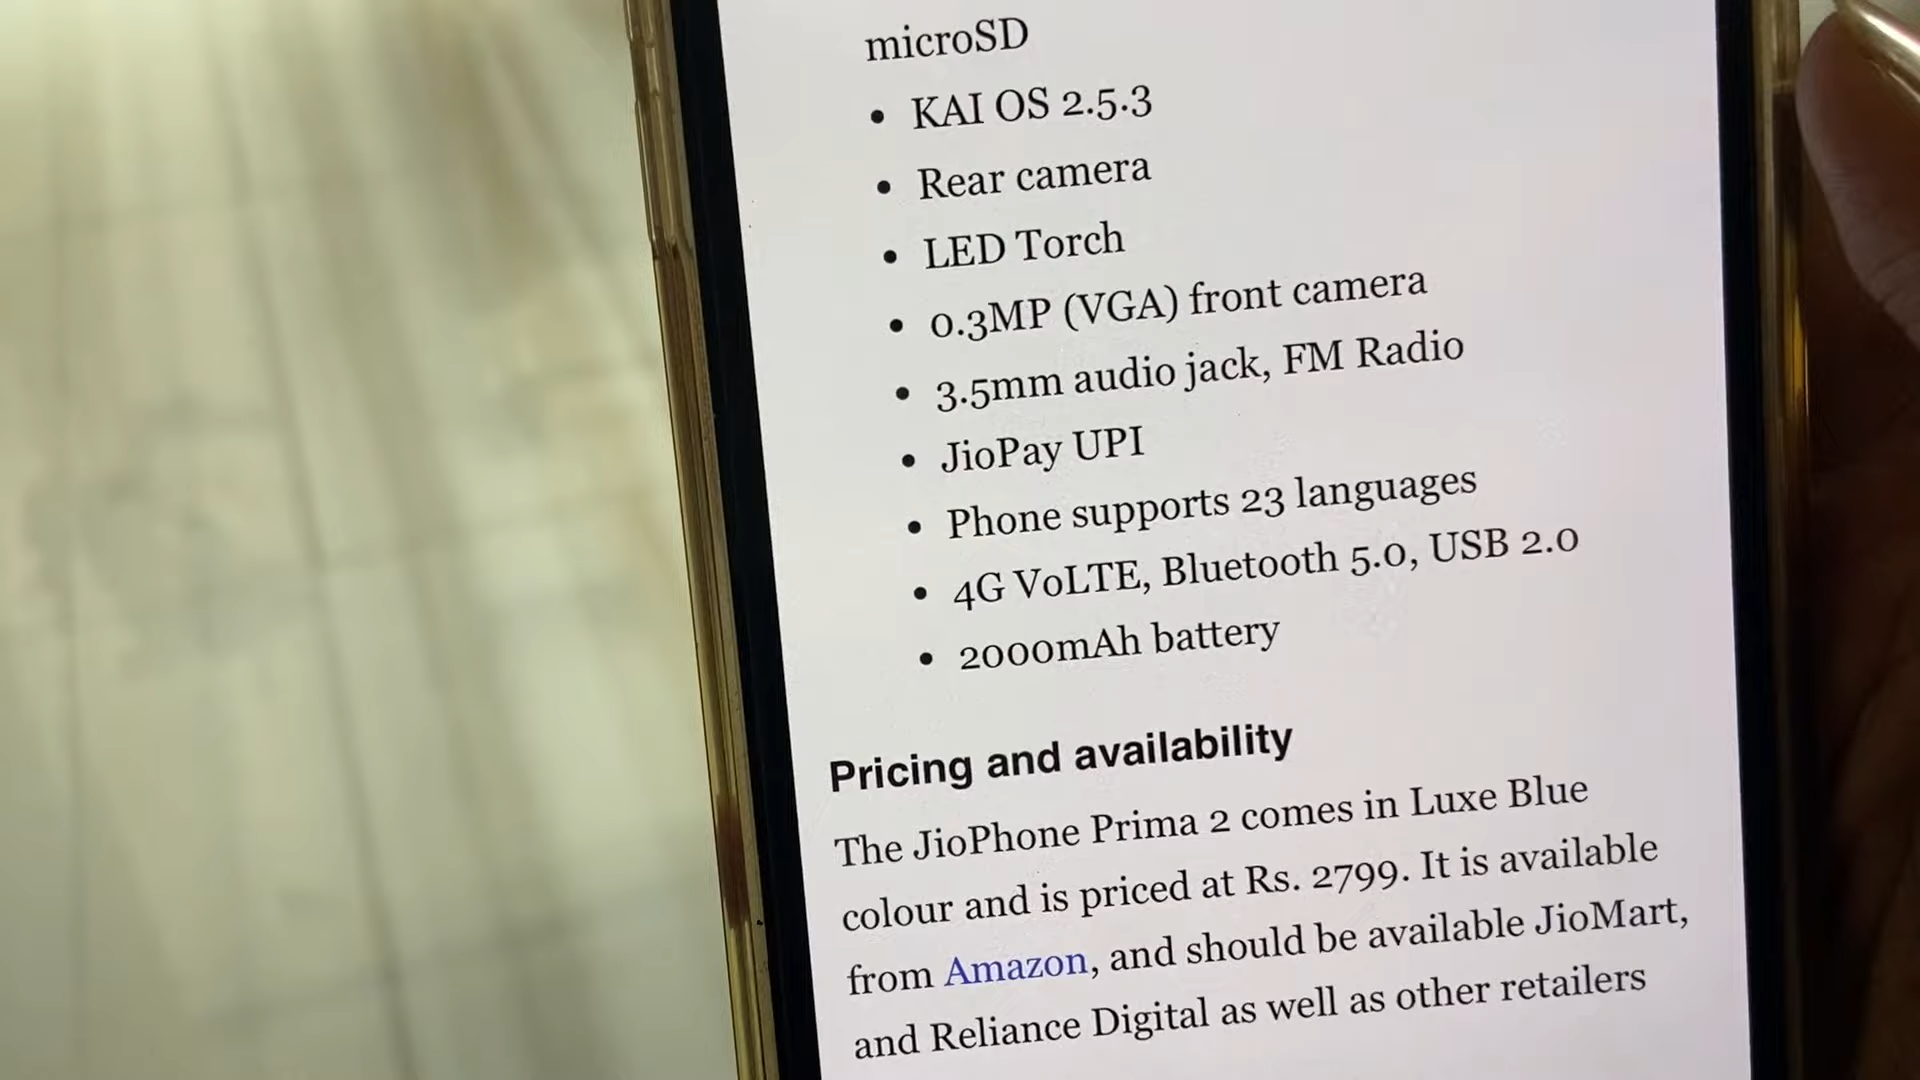 microSD
• KAI OS 2.5.3
• Rear camera
• LED Torch
• 0.3MP (VGA) front camera
• 3.5mm audio jack, FM Radio
• JioPay UPI
• Phone supports 23 languages
• 4G VoLTE, Bluetooth 5.0, USB 2.0
• 2000mAh battery
Pricing and availability
The JioPhone Prima 2 comes in Luxe Blue
colour and is priced at Rs. 2799. It is available
from Amazon, and should be available JioMart,
and Reliance Digital as well as other retailers